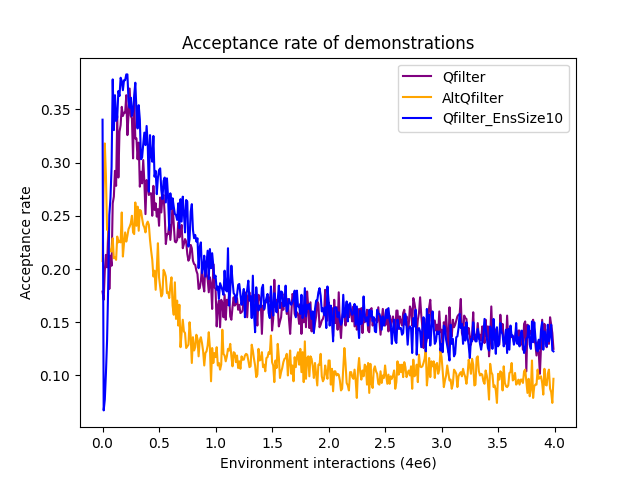 Acceptance rate of demonstrations
Qfilter
AltQfilter
Qfilter_EnsSize10
Acceptance rate
0.35
0.30
0.25
0.20
0.15
0.10
0.0 0.5 1.0 1.5 2.0 2.5 3.0 3.5 4.0
Environment interactions (4e6)